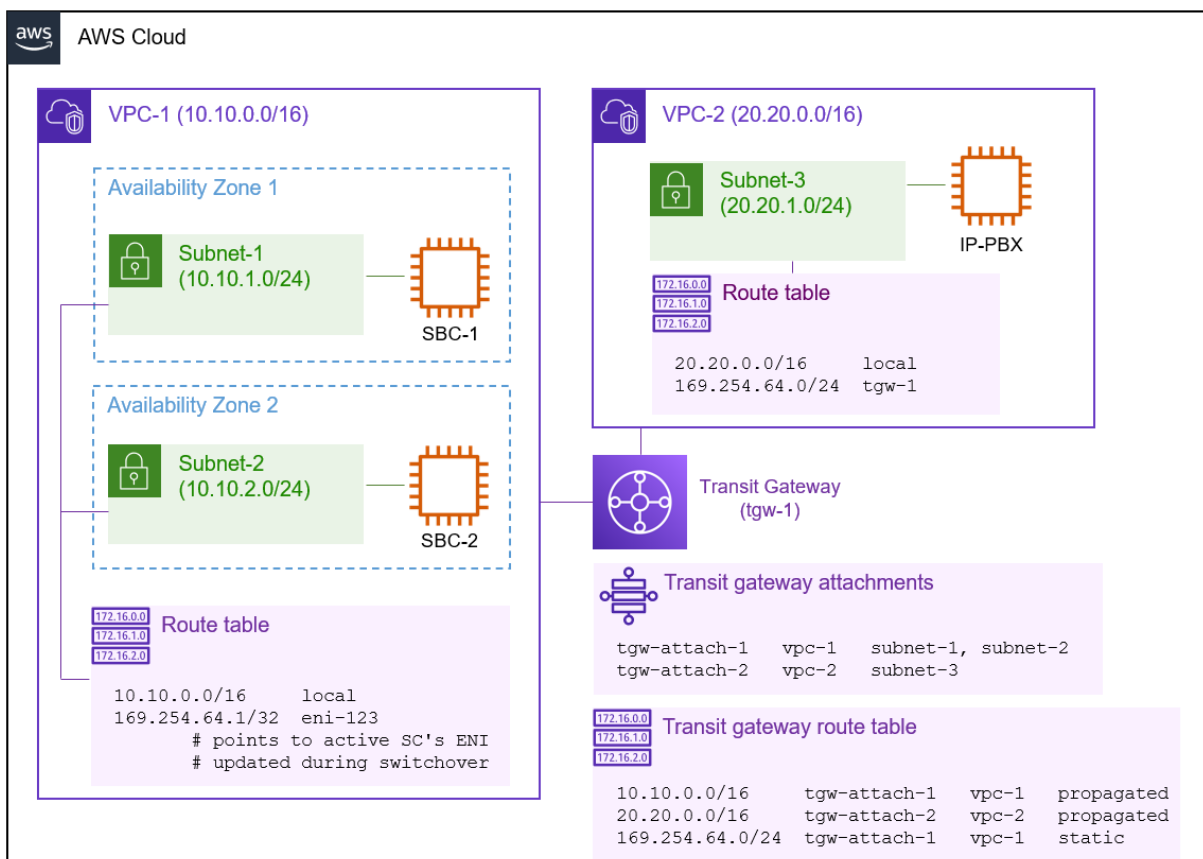 aws
AWS Cloud
VPC-1 (10.10.0.0/16)
Availability Zone 1
Subnet-1
(10.10.1.0/24)
SBC-1
Availability Zone 2
Subnet-2
(10.10.2.0/24)
SBC-2
172.16.0.0
172.16.1.0
172.16.2.0
Route table
10.10.0.0/16 local
169.254.64.1/32 eni-123
# points to active SC's ENI
# updated during switchover
VPC-2 (20.20.0.0/16)
Subnet-3
(20.20.1.0/24)
IP-PBX
172.16.0.0
172.16.1.0
172.16.2.0
Route table
20.20.0.0/16 local
169.254.64.0/24 tgw-1
Transit Gateway
(tgw-1)
Transit gateway attachments
tgw-attach-1 vpc-1 subnet-1, subnet-2
tgw-attach-2 vpc-2 subnet-3
172.16.0.0
172.16.1.0
172.16.2.0
Transit gateway route table
10.10.0.0/16 tgw-attach-1 vpc-1 propagated
20.20.0.0/16 tgw-attach-2 vpc-2 propagated
169.254.64.0/24 tgw-attach-1 vpc-1 static